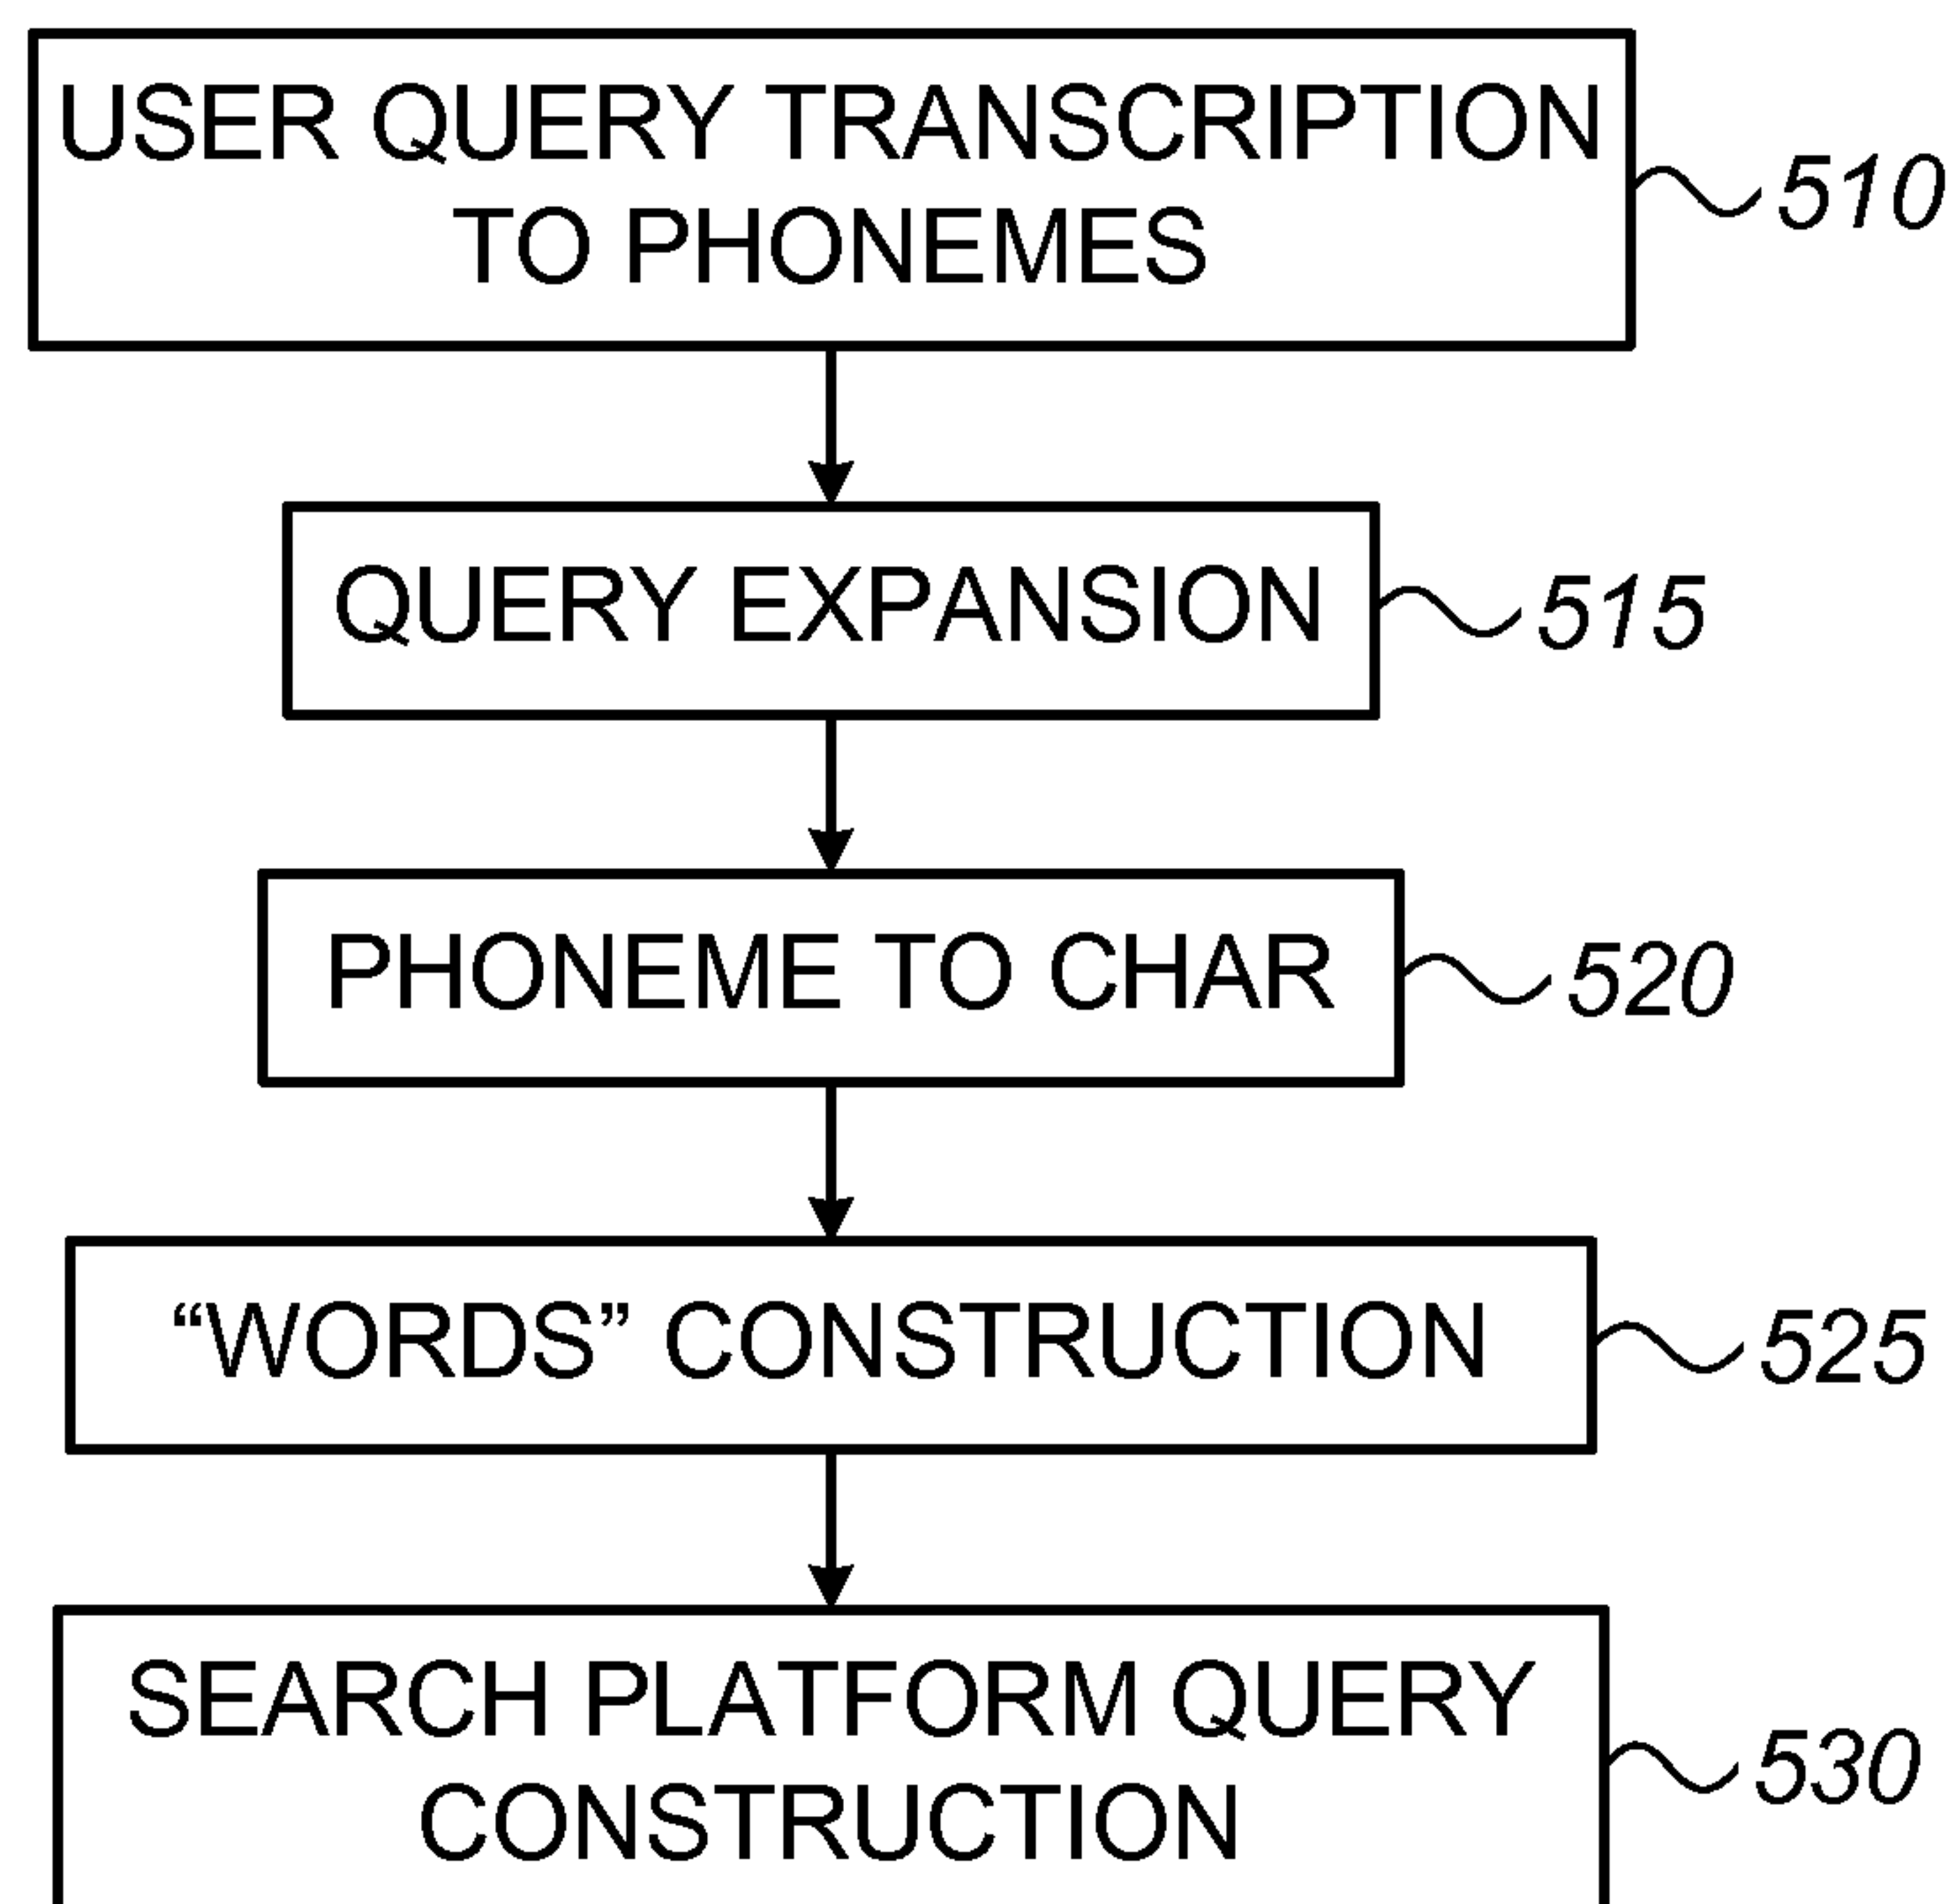 USER QUERY TRANSCRIPTION
TO PHONEMES
510
QUERY EXPANSION
515
PHONEME TO CHAR
520
“WORDS” CONSTRUCTION
525
SEARCH PLATFORM QUERY
CONSTRUCTION
530